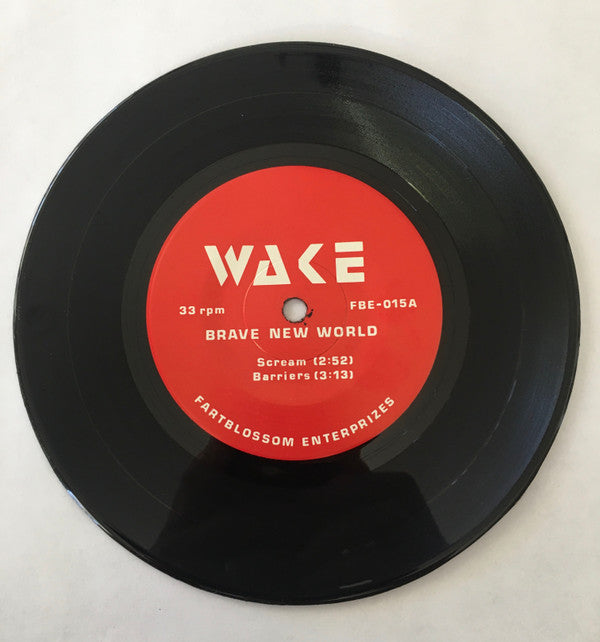 WAKE
33 rpm FBE-015A
BRAVE NEW WORLD
Scream (2:52)
Barriers (3:13)
FARTBLOSSOM ENTERPRIZES